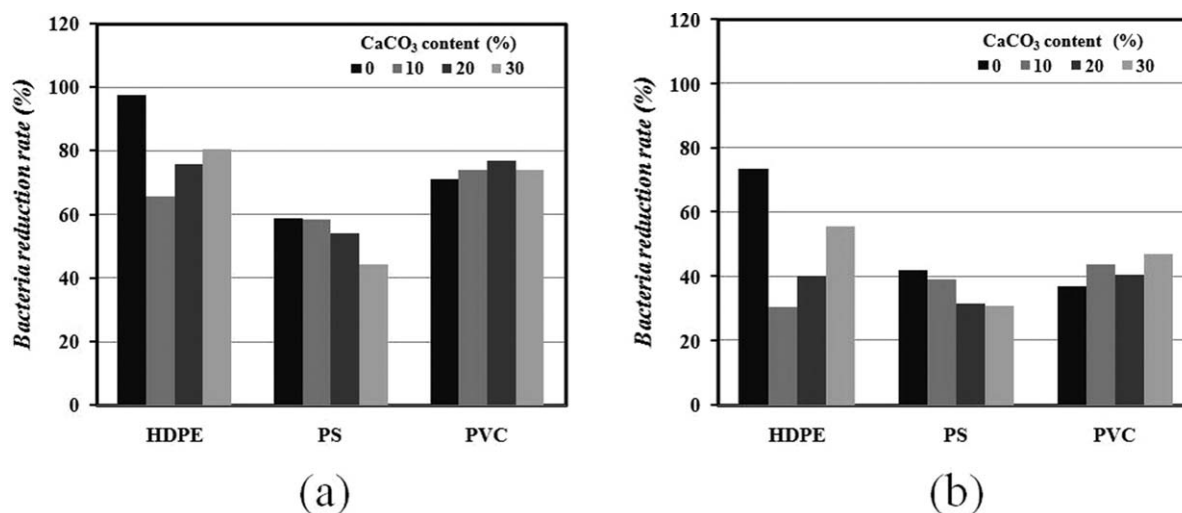 120
100
80
60
40
20
0
Bacteria reduction rate (%)
CaCO₃ content (%)
0 10 20 30
HDPE PS PVC
(a)
120
100
80
60
40
20
0
Bacteria reduction rate (%)
CaCO₃ content (%)
0 10 20 30
HDPE PS PVC
(b)